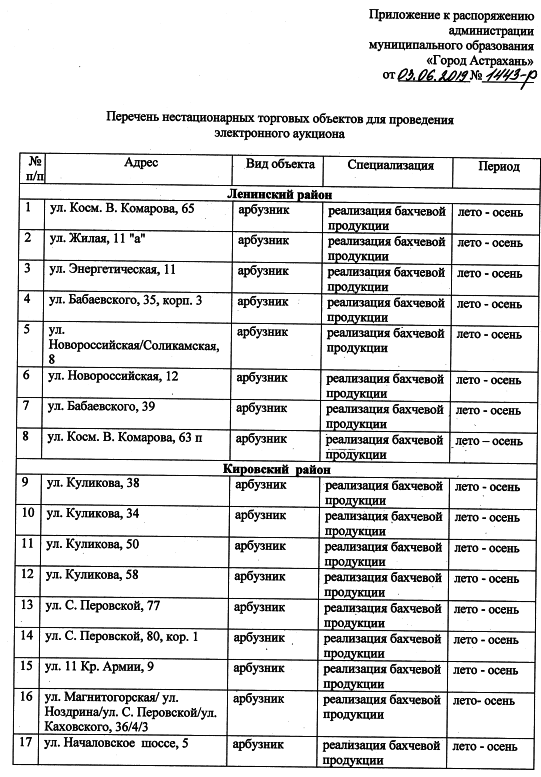 Приложение к распоряжению
администрации
муниципального образования
«Город Астрахань»
от 03.06.2019 № 1443-р
Перечень нестационарных торговых объектов для проведения
электронного аукциона
№ п/п Адрес Вид объекта Специализация Период
Ленинский район
1 ул. Косм. В. Комарова, 65 арбузник реализация бахчевой продукции лето - осень
2 ул. Жилая, 11 "а" арбузник реализация бахчевой продукции лето - осень
3 ул. Энергетическая, 11 арбузник реализация бахчевой продукции лето - осень
4 ул. Бабаевского, 35, корп. 3 арбузник реализация бахчевой продукции лето - осень
5 ул. Новороссийская/Соликамская, 8 арбузник реализация бахчевой продукции лето - осень
6 ул. Новороссийская, 12 арбузник реализация бахчевой продукции лето - осень
7 ул. Бабаевского, 39 арбузник реализация бахчевой продукции лето - осень
8 ул. Косм. В. Комарова, 63 п арбузник реализация бахчевой продукции лето – осень
Кировский район
9 ул. Куликова, 38 арбузник реализация бахчевой продукции лето - осень
10 ул. Куликова, 34 арбузник реализация бахчевой продукции лето - осень
11 ул. Куликова, 50 арбузник реализация бахчевой продукции лето - осень
12 ул. Куликова, 58 арбузник реализация бахчевой продукции лето - осень
13 ул. С. Перовской, 77 арбузник реализация бахчевой продукции лето - осень
14 ул. С. Перовской, 80, кор. 1 арбузник реализация бахчевой продукции лето - осень
15 ул. 11 Кр. Армии, 9 арбузник реализация бахчевой продукции лето - осень
16 ул. Магнитогорская/ ул. Ноздрина/ул. С. Перовской/ул. Каховского, 36/4/3 арбузник реализация бахчевой продукции лето- осень
17 ул. Началовское шоссе, 5 арбузник реализация бахчевой продукции лето - осень